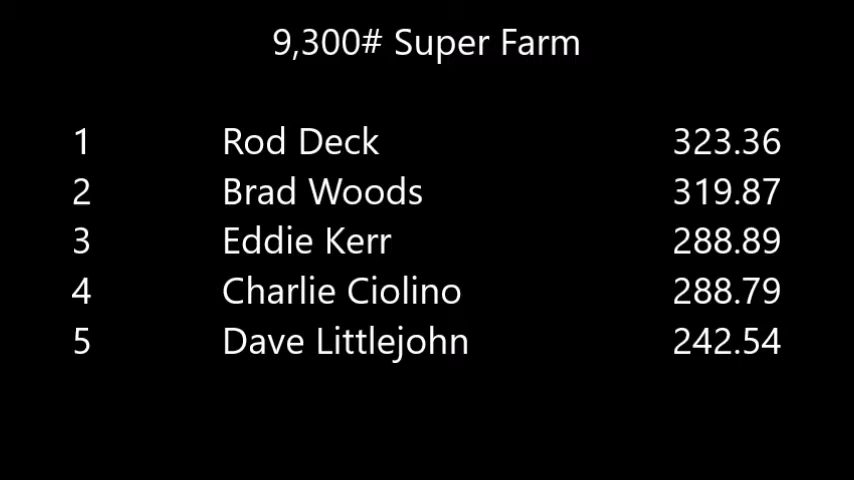 9,300# Super Farm
1 Rod Deck 323.36
2 Brad Woods 319.87
3 Eddie Kerr 288.89
4 Charlie Ciolino 288.79
5 Dave Littlejohn 242.54